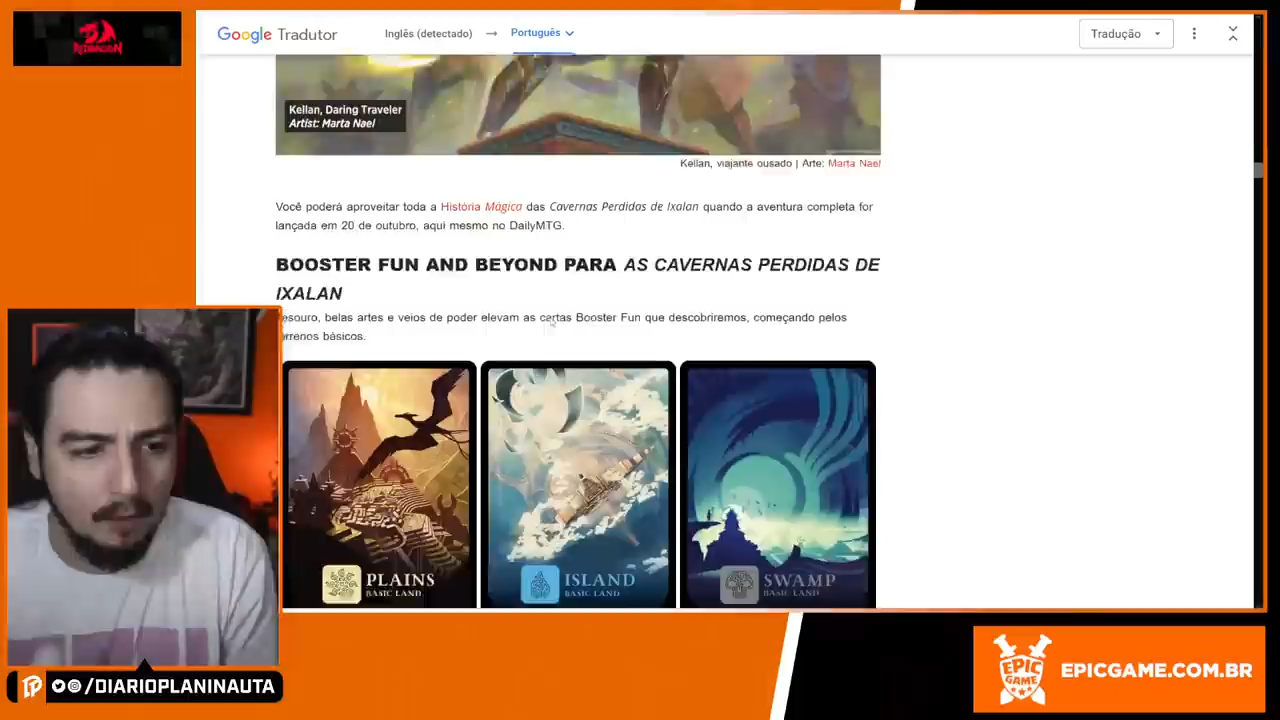 REDRAGON
Google Tradutor
Inglês (detectado) → Português
Tradução
Kellan, Daring Traveler
Artist: Marta Nael
Kellan, viajante ousado | Arte: Marta Nael
Você poderá aproveitar toda a História Mágica das Cavernas Perdidas de Ixalan quando a aventura completa for
lançada em 20 de outubro, aqui mesmo no DailyMTG.
BOOSTER FUN AND BEYOND PARA AS CAVERNAS PERDIDAS DE
IXALAN
esouro, belas artes e veios de poder elevam as cartas Booster Fun que descobriremos, começando pelos
errenos básicos.
PLAINS
BASIC LAND
ISLAND
BASIC LAND
SWAMP
BASIC LAND
/DIARIOPLANINAUTA
EPIC
GAME
EPICGAME.COM.BR